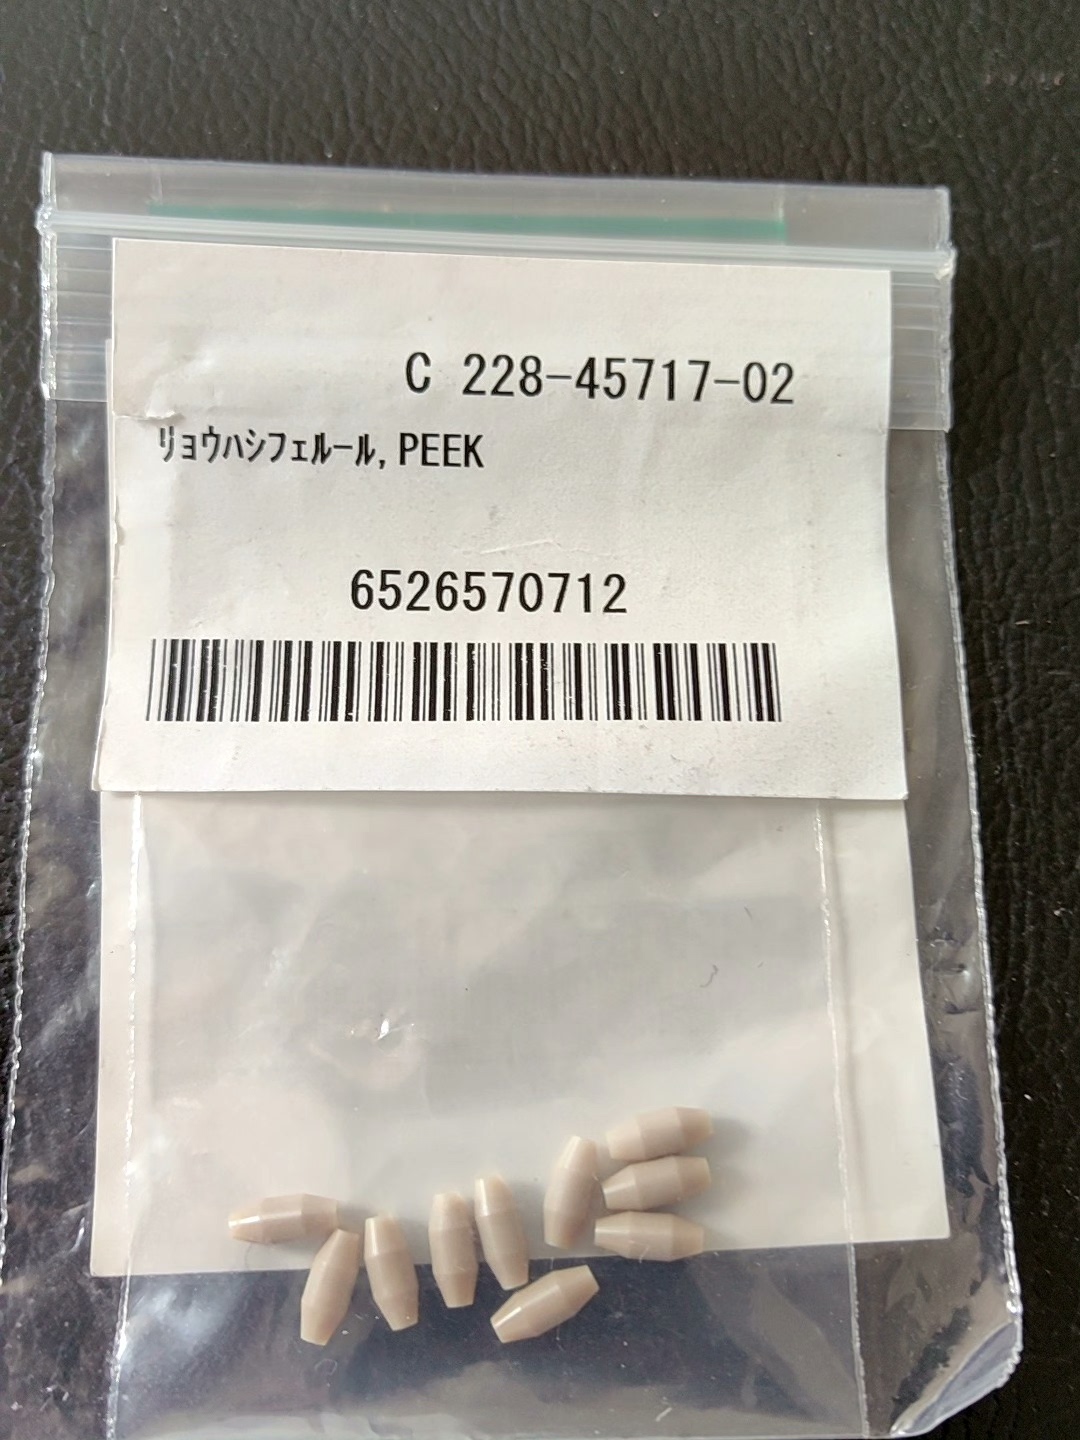 C 228-45717-02
ﾘｮｳﾊｼﾌｪﾙｰﾙ, PEEK
6526570712